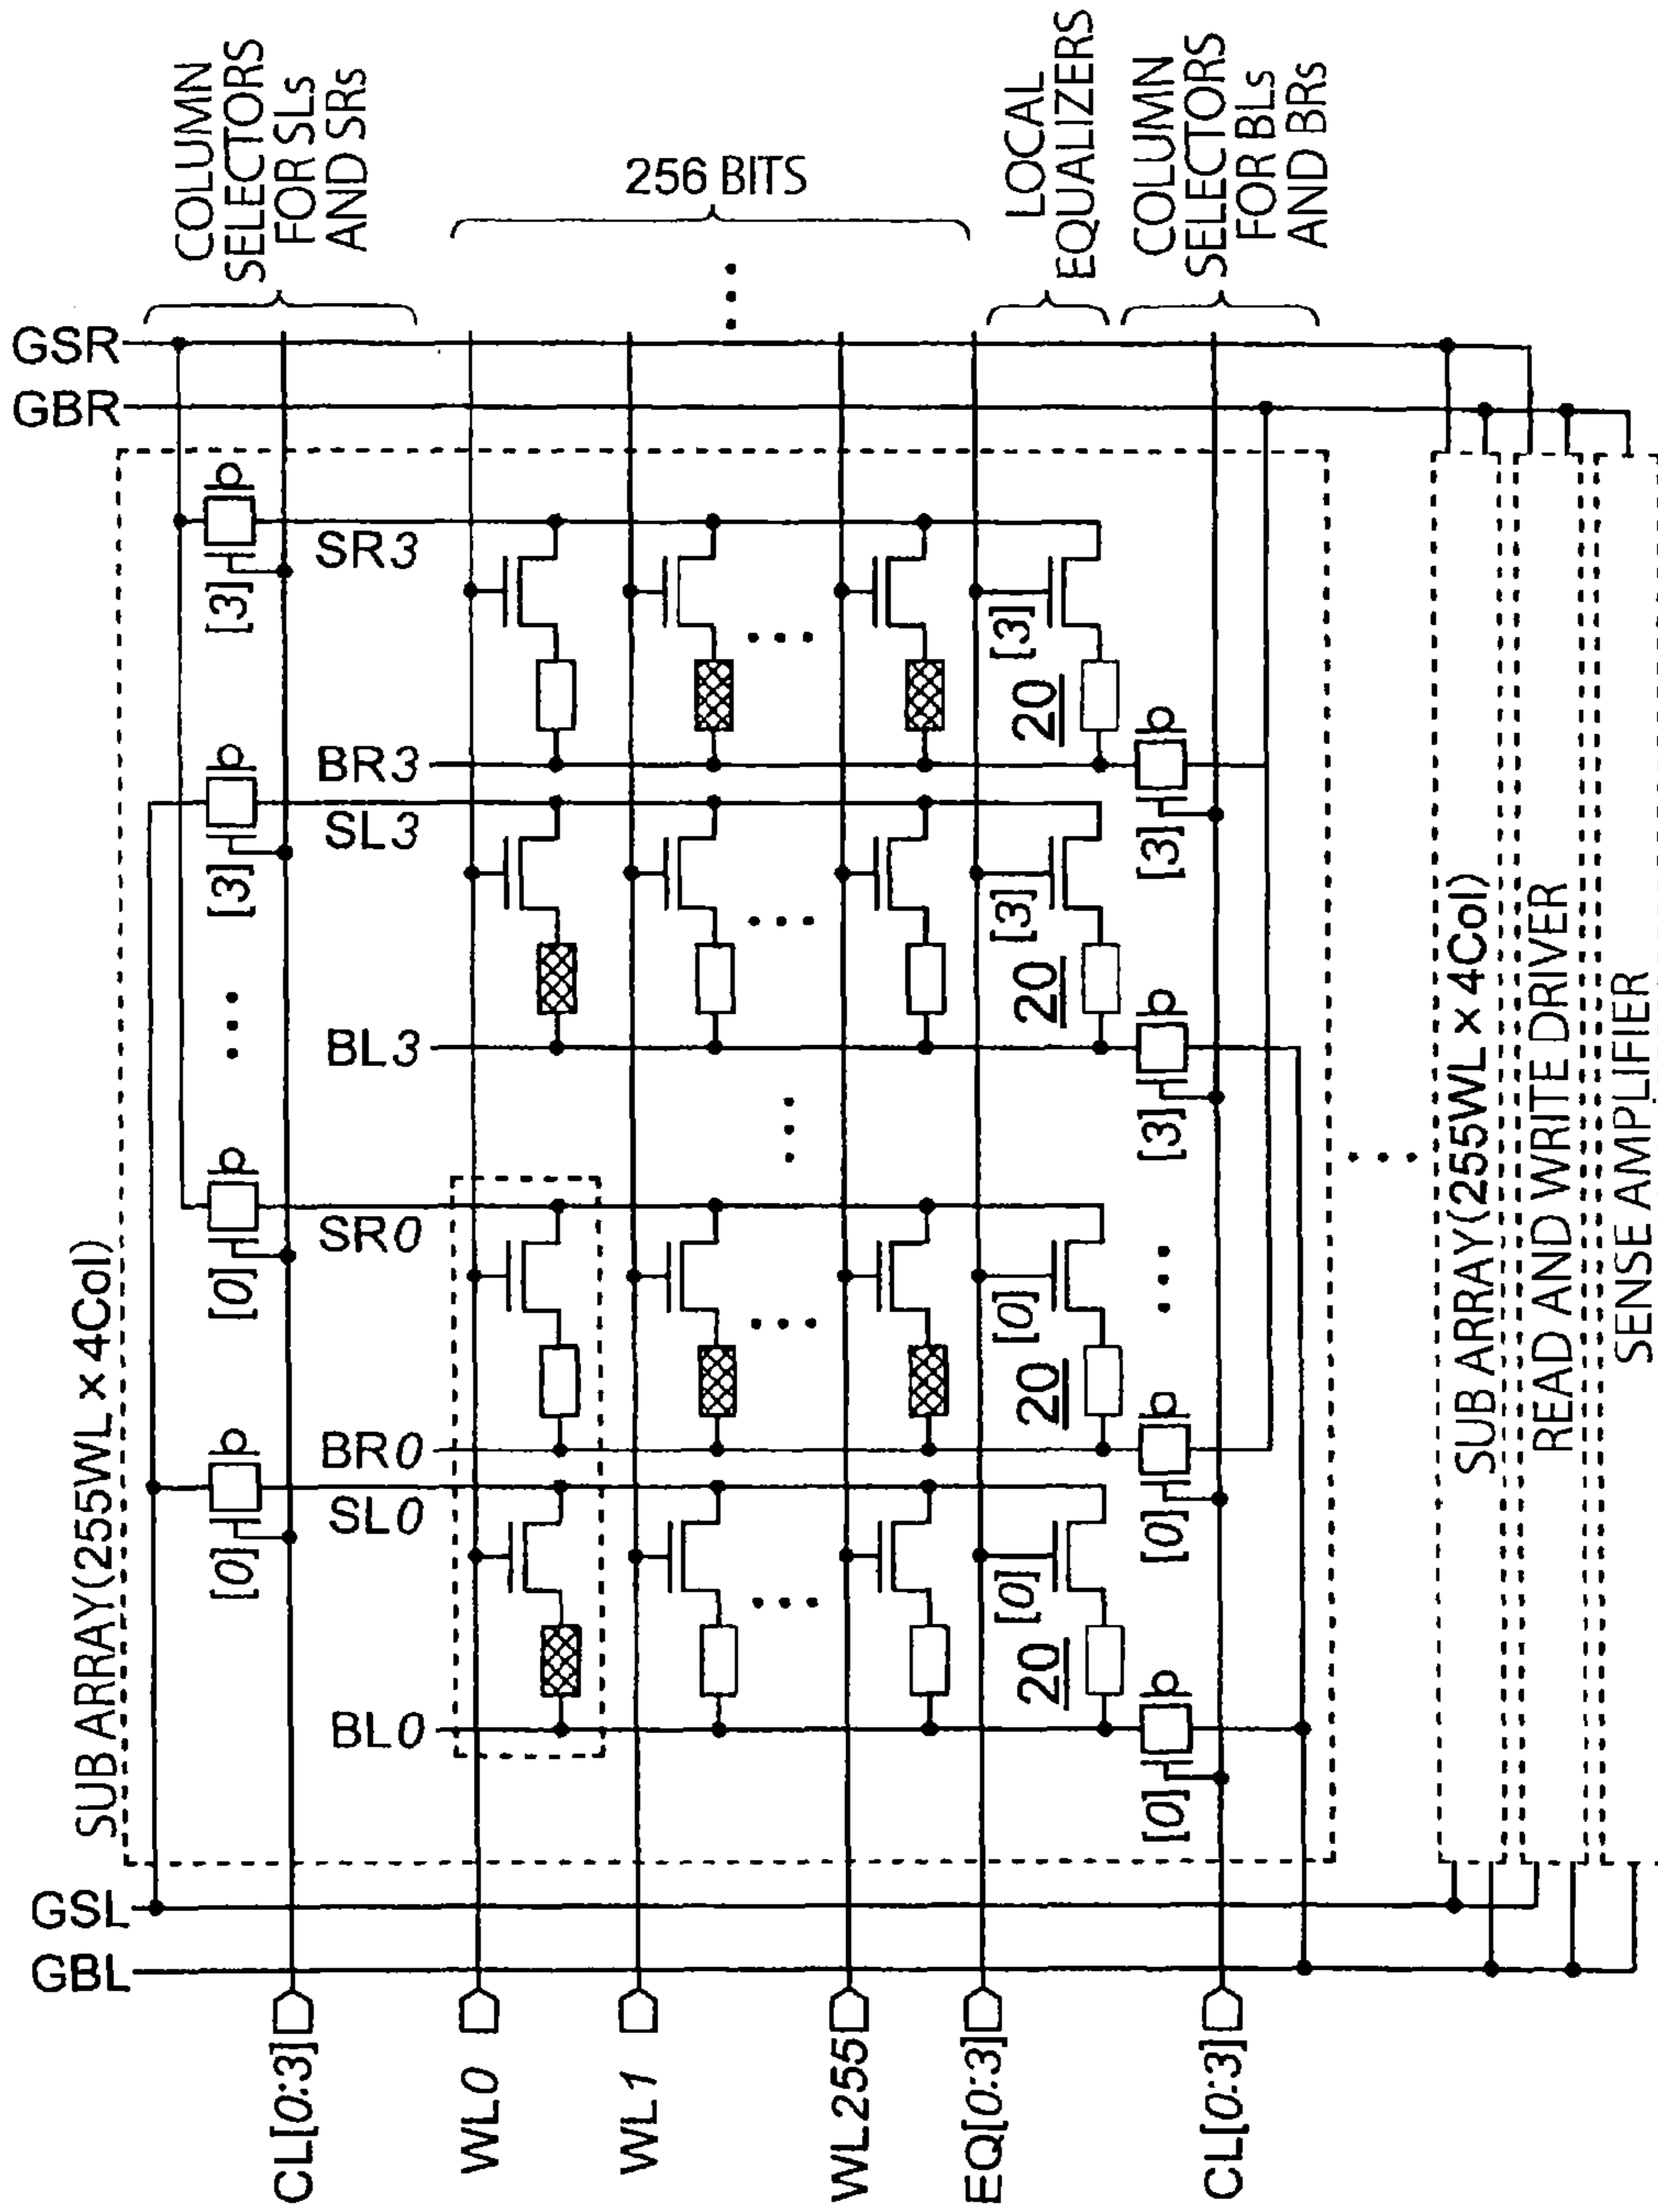 GSR
GBR
GSL
GBL
COLUMN
SELECTORS
FOR SLs
AND SRs
256 BITS
LOCAL
EQUALIZERS
COLUMN
SELECTORS
FOR BLs
AND BRs
SUB ARRAY(255WL × 4Col)
[0]
[0]
[3]
[3]
CL[0:3]
SL0
SR0
SL3
SR3
WL0
WL1
WL255
BL0
BR0
BL3
BR3
EQ[0:3]
[0]
[0]
[3]
[3]
20
20
20
20
[0]
[0]
[3]
[3]
CL[0:3]
SUB ARRAY(255WL × 4Col)
READ AND WRITE DRIVER
SENSE AMPLIFIER